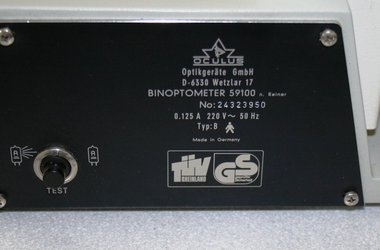 OCULUS
Optikgeräte GmbH
D-6330 Wetzlar 17
BINOPTOMETER 59100 n. Reiner
No: 24323950
0.125 A 220 V ~ 50 Hz
Typ: B
Made in Germany
TEST
TÜV
RHEINLAND
GS